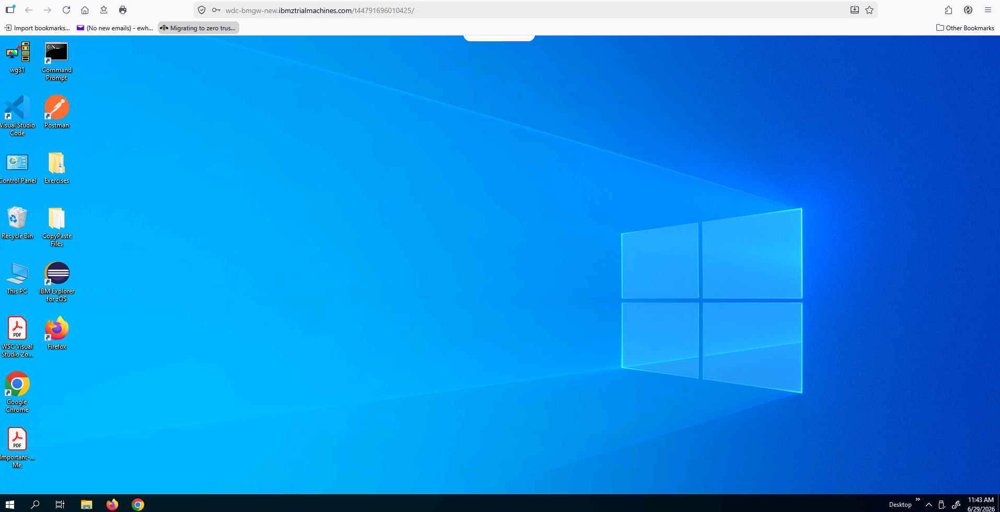 wdc-bmgw-new.ibmztrialmachines.com/t44791696010425/
Import bookmarks...
(No new emails) - ewh...
Migrating to zero trus...
Other Bookmarks
wg31
C:\._
Command
Prompt
Visual Studio
Code
Postman
Control Panel
Exercises
Recycle Bin
CopyPaste
Files
This PC
IBM Explorer
for zOS
PDF
WSC Visual
Studio Zo...
Firefox
Google
Chrome
PDF
Important-...
Me
Desktop
11:43 AM
6/29/2026